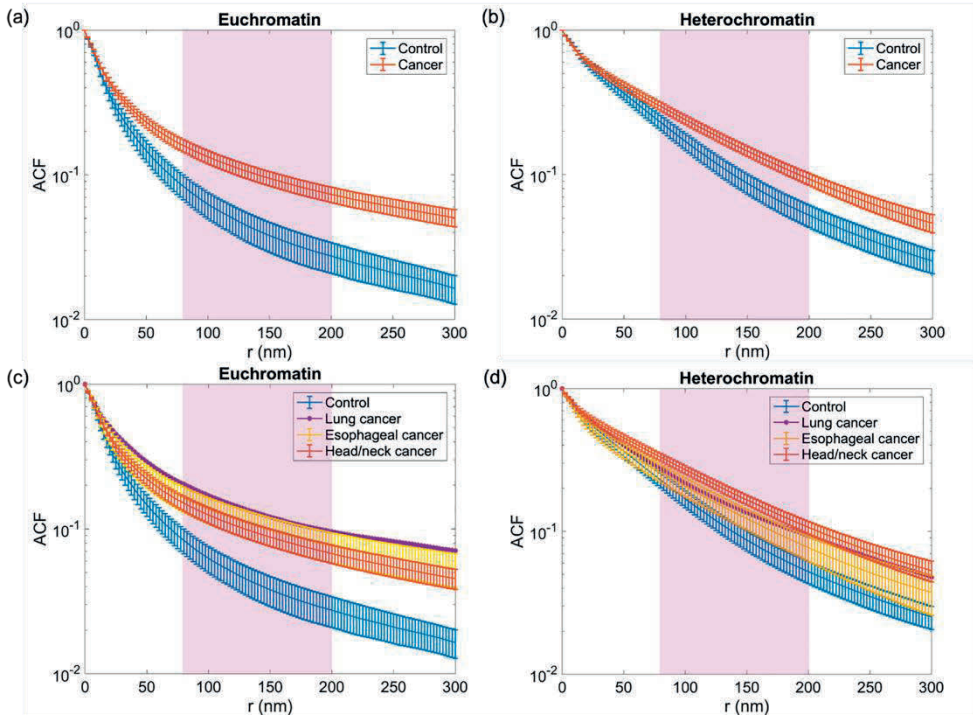 (a)
Euchromatin
10^0
10^-1
10^-2
ACF
Control
Cancer
0 50 100 150 200 250 300
r (nm)
(b)
Heterochromatin
10^0
10^-1
10^-2
ACF
Control
Cancer
0 50 100 150 200 250 300
r (nm)
(c)
Euchromatin
10^0
10^-1
10^-2
ACF
Control
Lung cancer
Esophageal cancer
Head/neck cancer
0 50 100 150 200 250 300
r (nm)
(d)
Heterochromatin
10^0
10^-1
10^-2
ACF
Control
Lung cancer
Esophageal cancer
Head/neck cancer
0 50 100 150 200 250 300
r (nm)